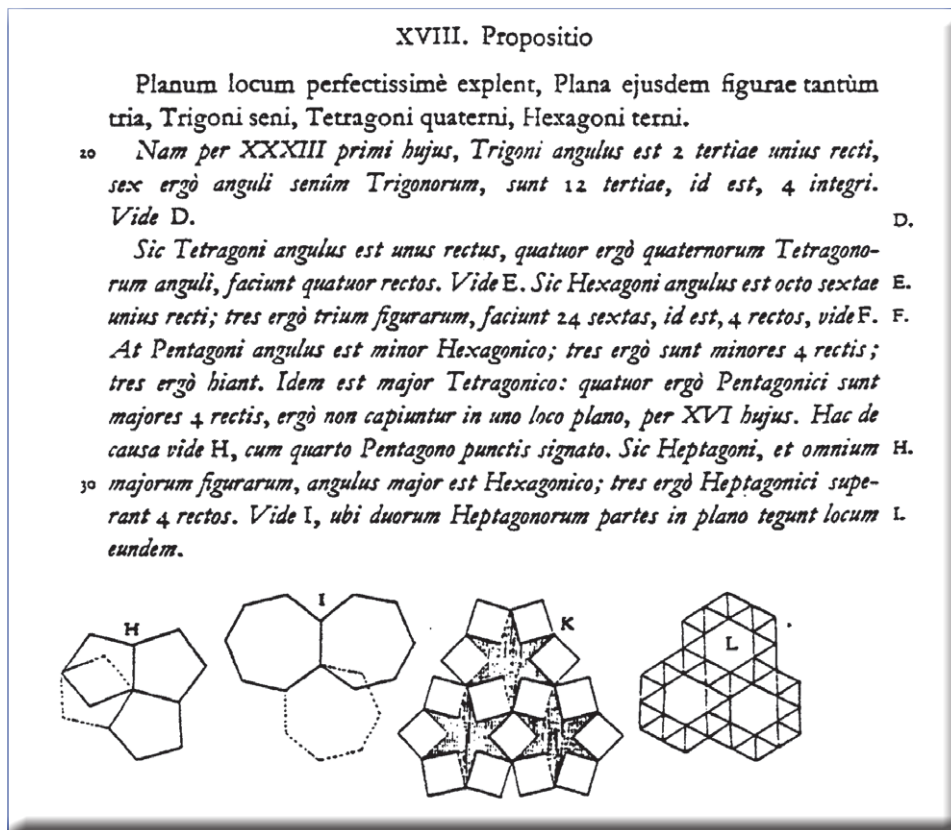 XVIII. Propositio
Planum locum perfectissimè explent, Plana ejusdem figurae tantùm
tria, Trigoni seni, Tetragoni quaterni, Hexagoni terni.
20 Nam per XXXIII primi hujus, Trigoni angulus est 2 tertiae unius recti,
sex ergò anguli senûm Trigonorum, sunt 12 tertiae, id est, 4 integri.
Vide D. D.
Sic Tetragoni angulus est unus rectus, quatuor ergò quaternorum Tetragono-
rum anguli, faciunt quatuor rectos. Vide E. Sic Hexagoni angulus est octo sextae E.
unius recti; tres ergò trium figurarum, faciunt 24 sextas, id est, 4 rectos, vide F. F.
At Pentagoni angulus est minor Hexagonico; tres ergò sunt minores 4 rectis;
tres ergò hiant. Idem est major Tetragonico: quatuor ergò Pentagonici sunt
majores 4 rectis, ergò non capiuntur in uno loco plano, per XVI hujus. Hac de
causa vide H, cum quarto Pentagono punctis signato. Sic Heptagoni, et omnium H.
30 majorum figurarum, angulus major est Hexagonico; tres ergò Heptagonici supe-
rant 4 rectos. Vide I, ubi duorum Heptagonorum partes in plano tegunt locum I.
eundem.
H I K L